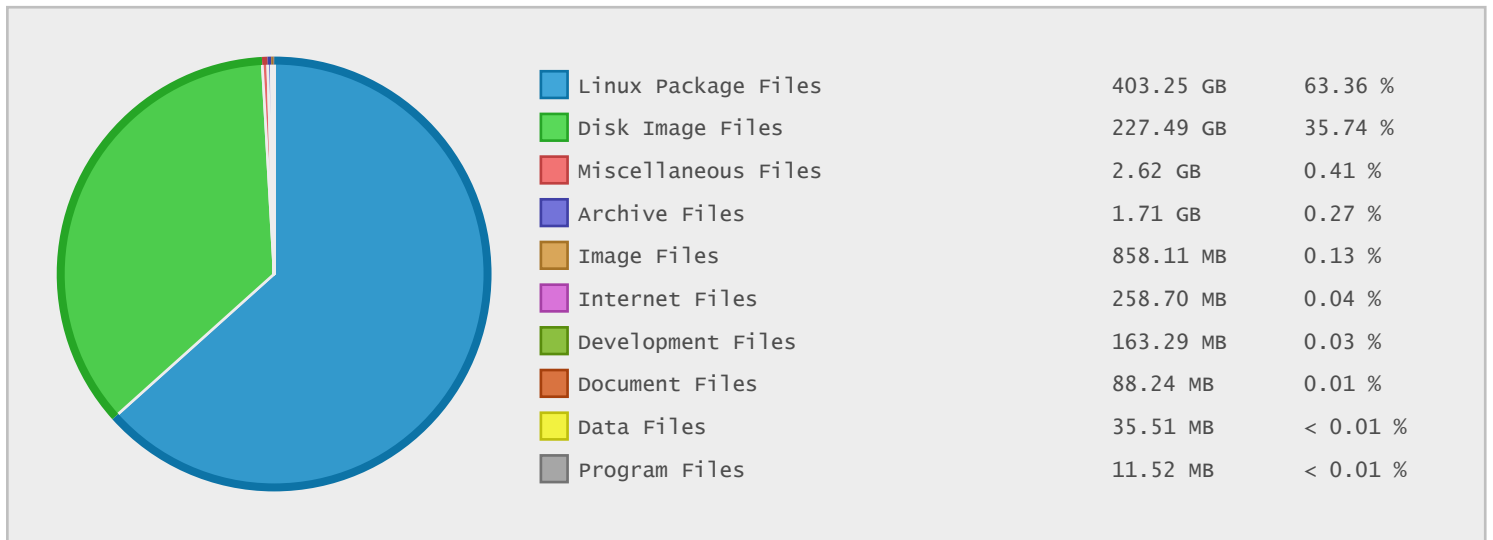 Linux Package Files 403.25 GB 63.36 %
Disk Image Files 227.49 GB 35.74 %
Miscellaneous Files 2.62 GB 0.41 %
Archive Files 1.71 GB 0.27 %
Image Files 858.11 MB 0.13 %
Internet Files 258.70 MB 0.04 %
Development Files 163.29 MB 0.03 %
Document Files 88.24 MB 0.01 %
Data Files 35.51 MB < 0.01 %
Program Files 11.52 MB < 0.01 %